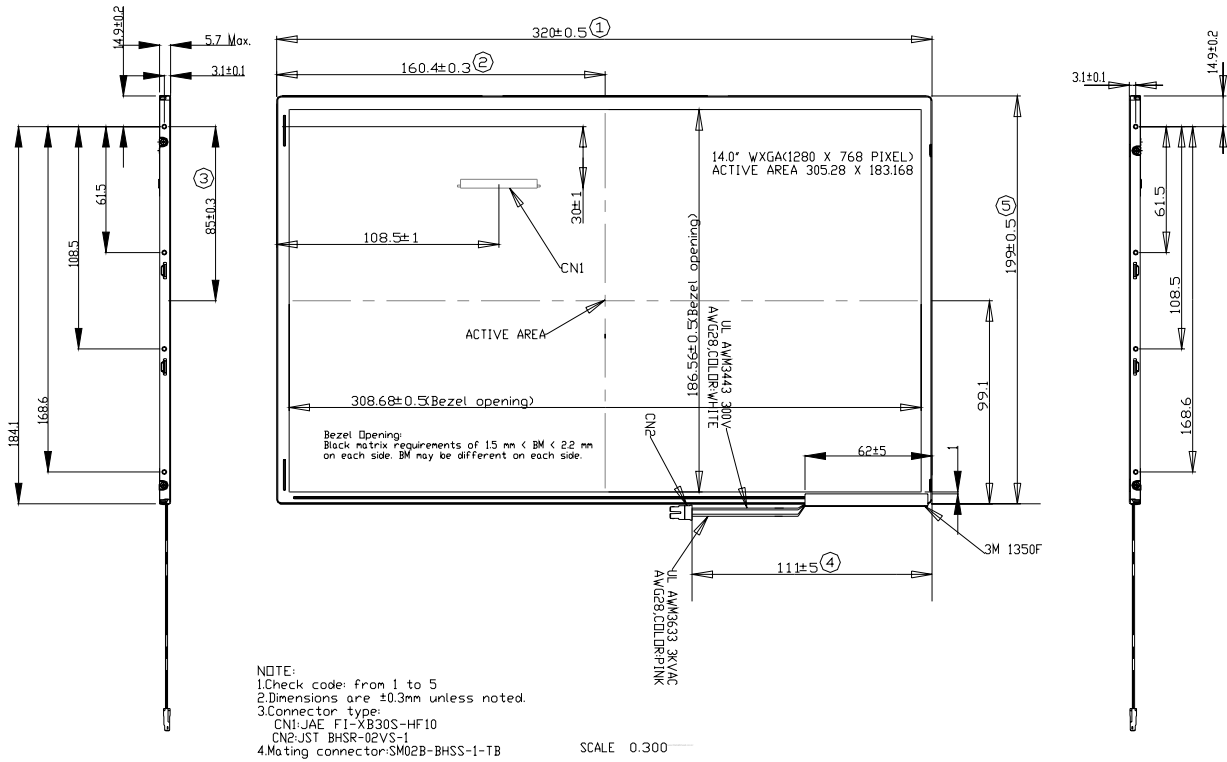 14.9±0.2
5.7 Max.
3.1±0.1
320±0.5 1
160.4±0.3 2
3.1±0.1
14.9±0.2
14.0" WXGA(1280 X 768 PIXEL)
ACTIVE AREA 305.28 X 183.168
184.1
168.6
108.5
61.5
85±0.3
3
30±1
108.5±1
CN1
ACTIVE AREA
186.56±0.5(Bezel opening)
199±0.5 5
99.1
61.5
108.5
168.6
308.68±0.5(Bezel opening)
Bezel Opening:
Black matrix requirements of 1.5 mm < BM < 2.2 mm
on each side. BM may be different on each side.
UL AWM3443 300V
AWG28,COLOR:WHITE
CN2
62±5
1
3M 1350F
111±5 4
UL AWM3633 3KVAC
AWG28,COLOR:PINK
NOTE:
1.Check code: from 1 to 5
2.Dimensions are ±0.3mm unless noted.
3.Connector type:
CN1:JAE FI-XB30S-HF10
CN2:JST BHSR-02VS-1
4.Mating connector:SM02B-BHSS-1-TB
SCALE 0.300